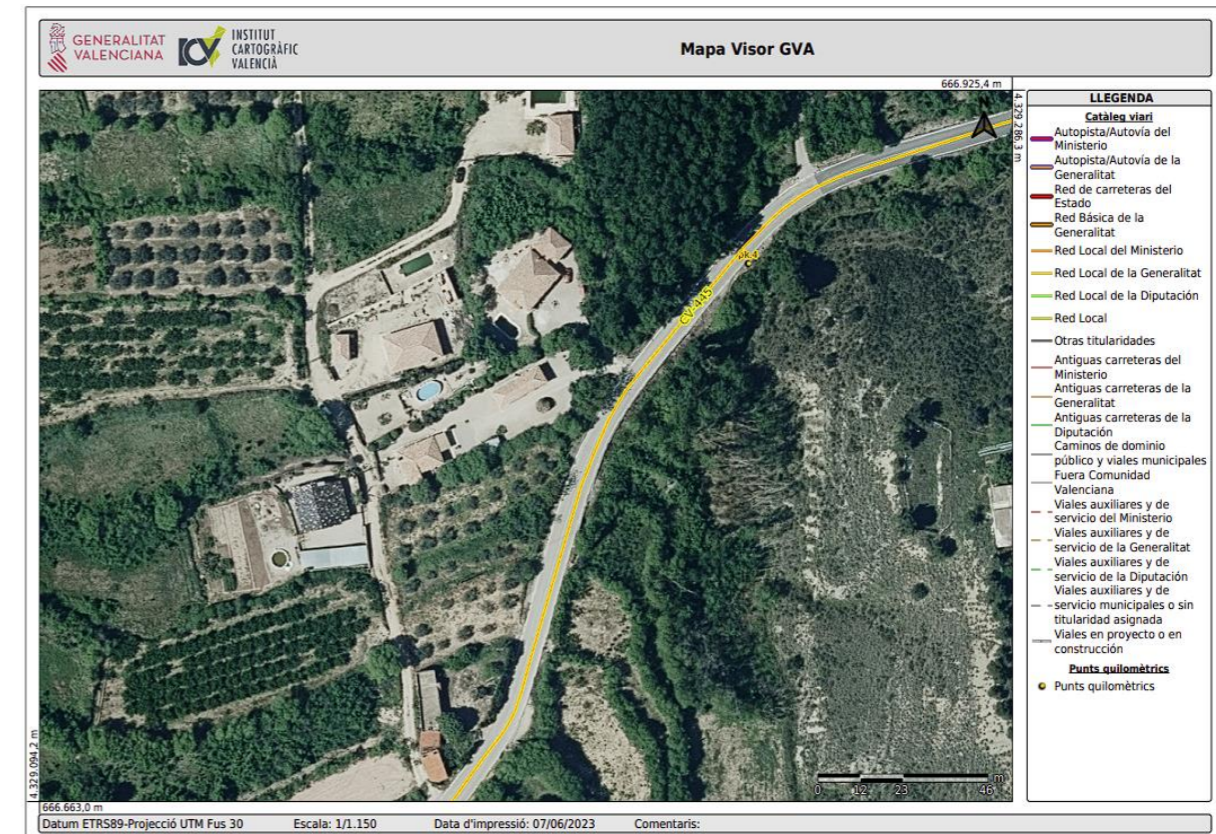 GENERALITAT
VALENCIANA
INSTITUT
CARTOGRÀFIC
VALENCIÀ
Mapa Visor GVA
666.925,4 m
4.329.286,3 m
CV-445
pk 4
0 12 23 46 m
4.329.094,2 m
666.663,0 m
LLEGENDA
Catàleg viari
Autopista/Autovía del
Ministerio
Autopista/Autovía de la
Generalitat
Red de carreteras del
Estado
Red Básica de la
Generalitat
Red Local del Ministerio
Red Local de la Generalitat
Red Local de la Diputación
Red Local
Otras titularidades
Antiguas carreteras del
Ministerio
Antiguas carreteras de la
Generalitat
Antiguas carreteras de la
Diputación
Caminos de dominio
público y viales municipales
Fuera Comunidad
Valenciana
Viales auxiliares y de
servicio del Ministerio
Viales auxiliares y de
servicio de la Generalitat
Viales auxiliares y de
servicio de la Diputación
Viales auxiliares y de
servicio municipales o sin
titularidad asignada
Viales en proyecto o en
construcción
Punts quilomètrics
Punts quilomètrics
Datum ETRS89-Projecció UTM Fus 30 Escala: 1/1.150 Data d'impressió: 07/06/2023 Comentaris: